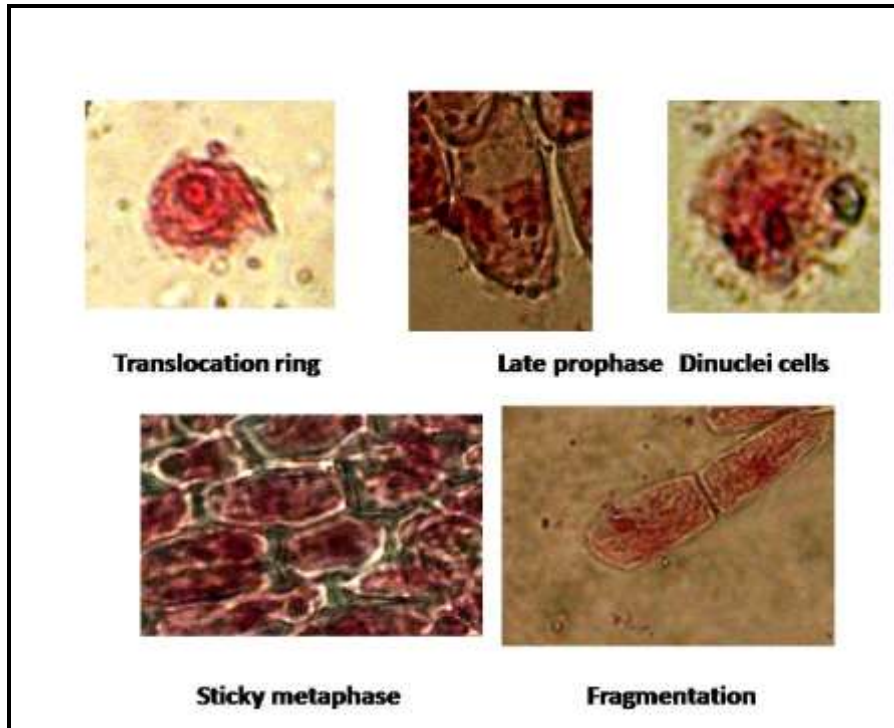 Translocation ring
Late prophase
Dinuclei cells
Sticky metaphase
Fragmentation